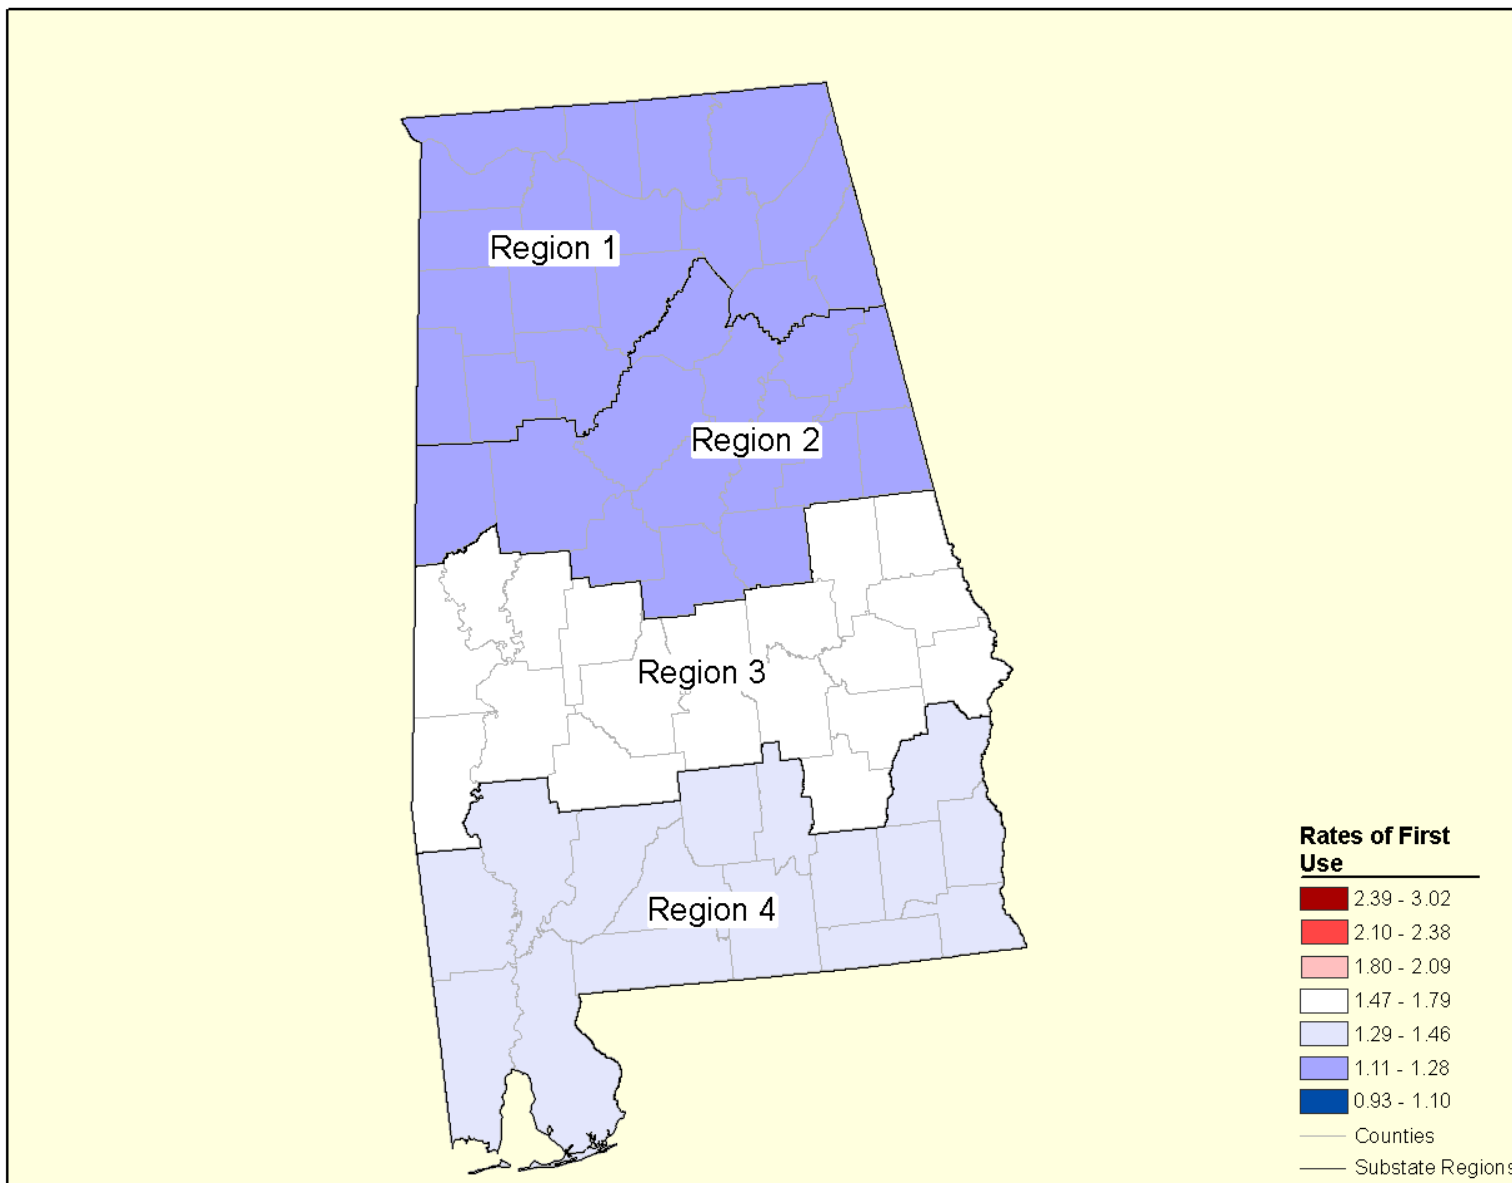 Region 1
Region 2
Region 3
Region 4
Rates of First
Use
2.39 - 3.02
2.10 - 2.38
1.80 - 2.09
1.47 - 1.79
1.29 - 1.46
1.11 - 1.28
0.93 - 1.10
Counties
Substate Regions